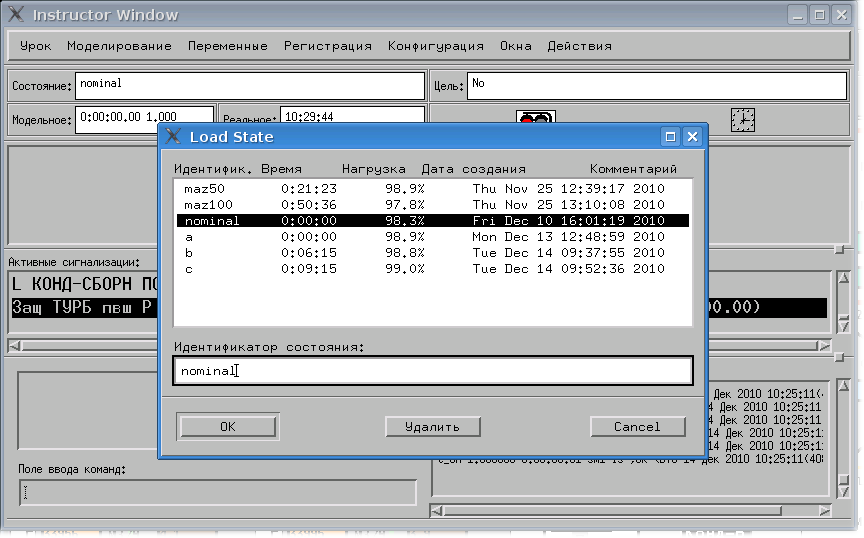 Instructor Window
Урок Моделирование Переменные Регистрация Конфигурация Окна Действия
Состояние: nominal Цель: No
Модельное: 0:00:00.00 1.000 Реальное: 10:29:44
Load State
Идентифик. Время Нагрузка Дата создания Комментарий
maz50 0:21:23 98.9% Thu Nov 25 12:39:17 2010
maz100 0:50:36 97.8% Thu Nov 25 13:10:08 2010
nominal 0:00:00 98.3% Fri Dec 10 16:01:19 2010
a 0:00:00 98.9% Mon Dec 13 12:48:59 2010
b 0:06:15 98.8% Tue Dec 14 09:37:55 2010
c 0:09:15 99.0% Tue Dec 14 09:52:36 2010
Идентификатор состояния:
nominal
OK Удалить Cancel
Активные сигнализации:
L КОНД-СБОРН ПО
Защ ТУРБ пвш Р 00.00)
Дек 2010 10:25:11(
4 Дек 2010 10:25:11
14 Дек 2010 10:25:11
14 Дек 2010 10:25:11
14 Дек 2010 10:25:11
14 Дек 2010 10:25:11(408
Поле ввода команд: